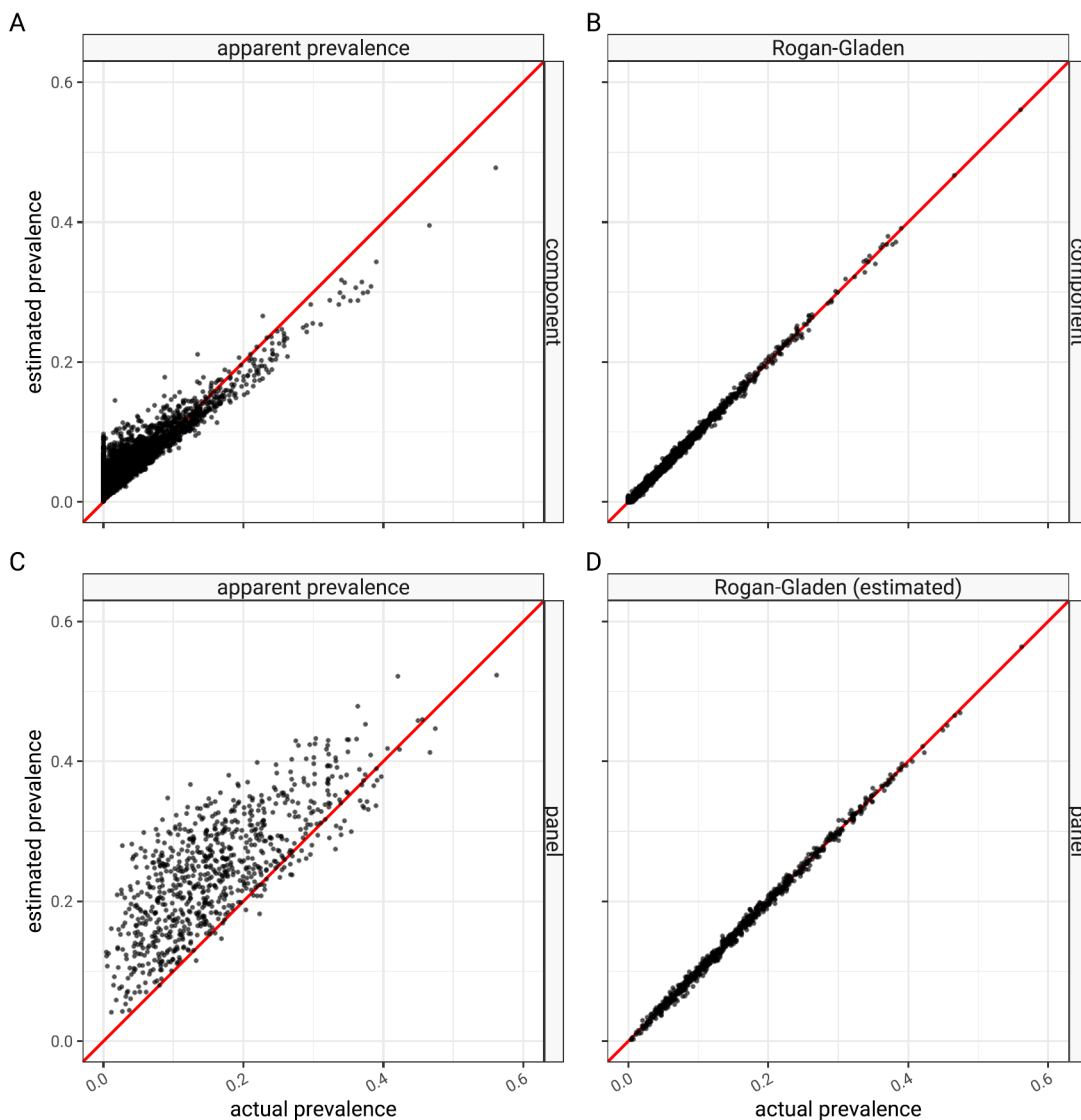 A
apparent prevalence
B
Rogan-Gladen
0.6
0.4
0.2
0.0
estimated prevalence
component
component
C
apparent prevalence
D
Rogan-Gladen (estimated)
0.6
0.4
0.2
0.0
estimated prevalence
panel
panel
0.0
0.2
0.4
0.6
0.0
0.2
0.4
0.6
actual prevalence
actual prevalence